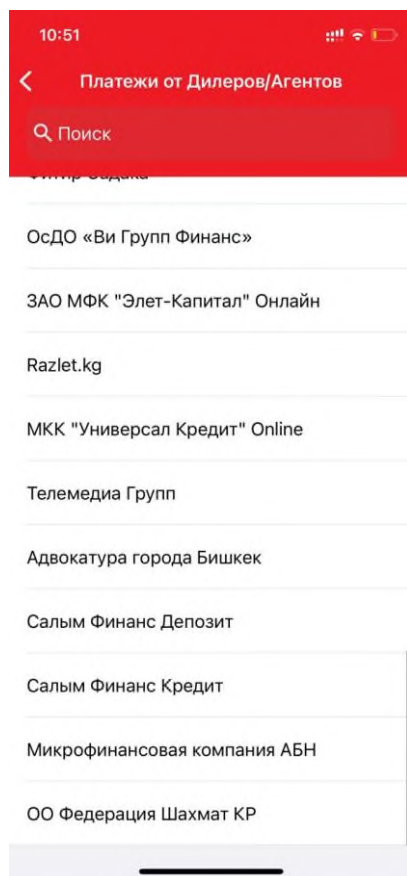 10:51
Платежи от Дилеров/Агентов
Поиск
ОсДО «Ви Групп Финанс»
ЗАО МФК "Элет-Капитал" Онлайн
Razlet.kg
МКК "Универсал Кредит" Online
Телемедиа Групп
Адвокатура города Бишкек
Салым Финанс Депозит
Салым Финанс Кредит
Микрофинансовая компания АБН
ОО Федерация Шахмат КР